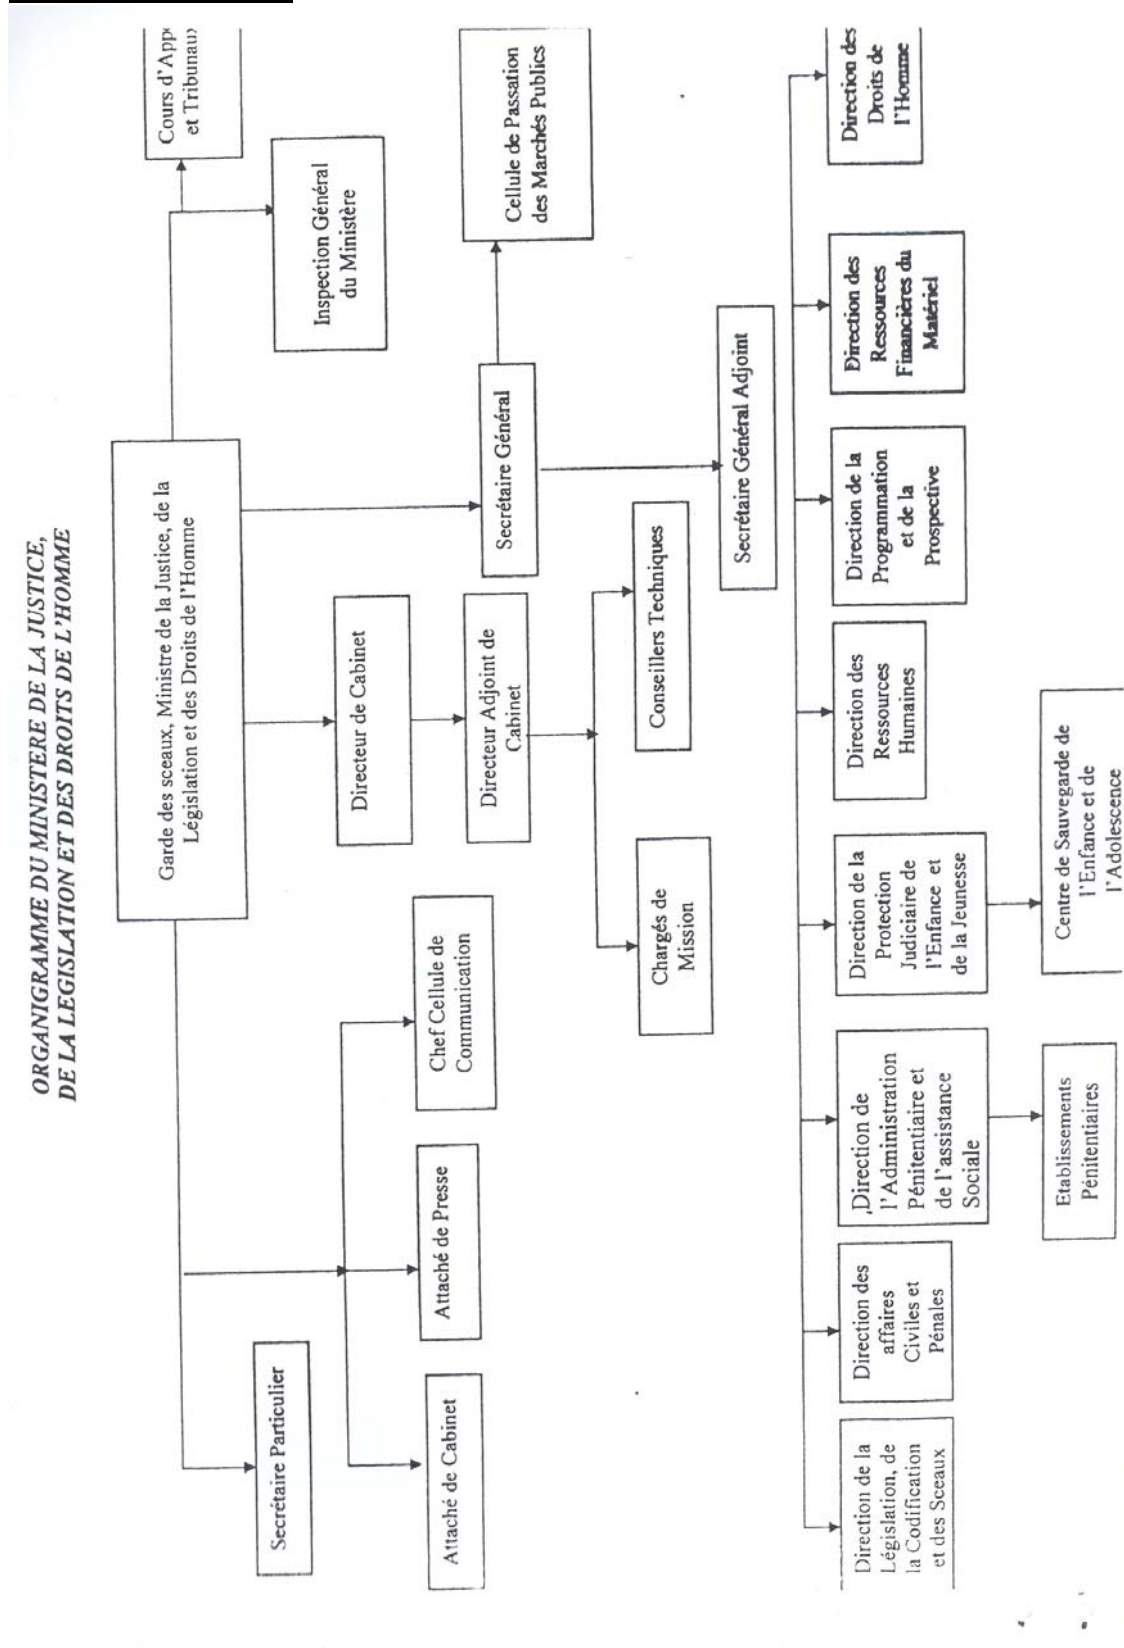 ORGANIGRAMME DU MINISTERE DE LA JUSTICE,
DE LA LEGISLATION ET DES DROITS DE L'HOMME
Garde des sceaux, Ministre de la Justice, de la
Législation et des Droits de l'Homme
Cours d'App
et Tribunaux
Inspection Général
du Ministère
Secrétaire Particulier
Directeur de Cabinet
Attaché de Cabinet
Attaché de Presse
Chef Cellule de
Communication
Directeur Adjoint de
Cabinet
Secrétaire Général
Cellule de Passation
des Marchés Publics
Chargés de
Mission
Conseillers Techniques
Secrétaire Général Adjoint
Direction de la
Législation, de
la Codification
et des Sceaux
Direction des
affaires
Civiles et
Pénales
Direction de
l'Administration
Pénitentiaire et
de l'assistance
Sociale
Direction de la
Protection
Judiciaire de
l'Enfance et
de la Jeunesse
Direction des
Ressources
Humaines
Direction de la
Programmation
et de la
Prospective
Direction des
Ressources
Financières du
Matériel
Direction des
Droits de
l'Homme
Etablissements
Pénitentiaires
Centre de Sauvegarde de
l'Enfance et de
l'Adolescence